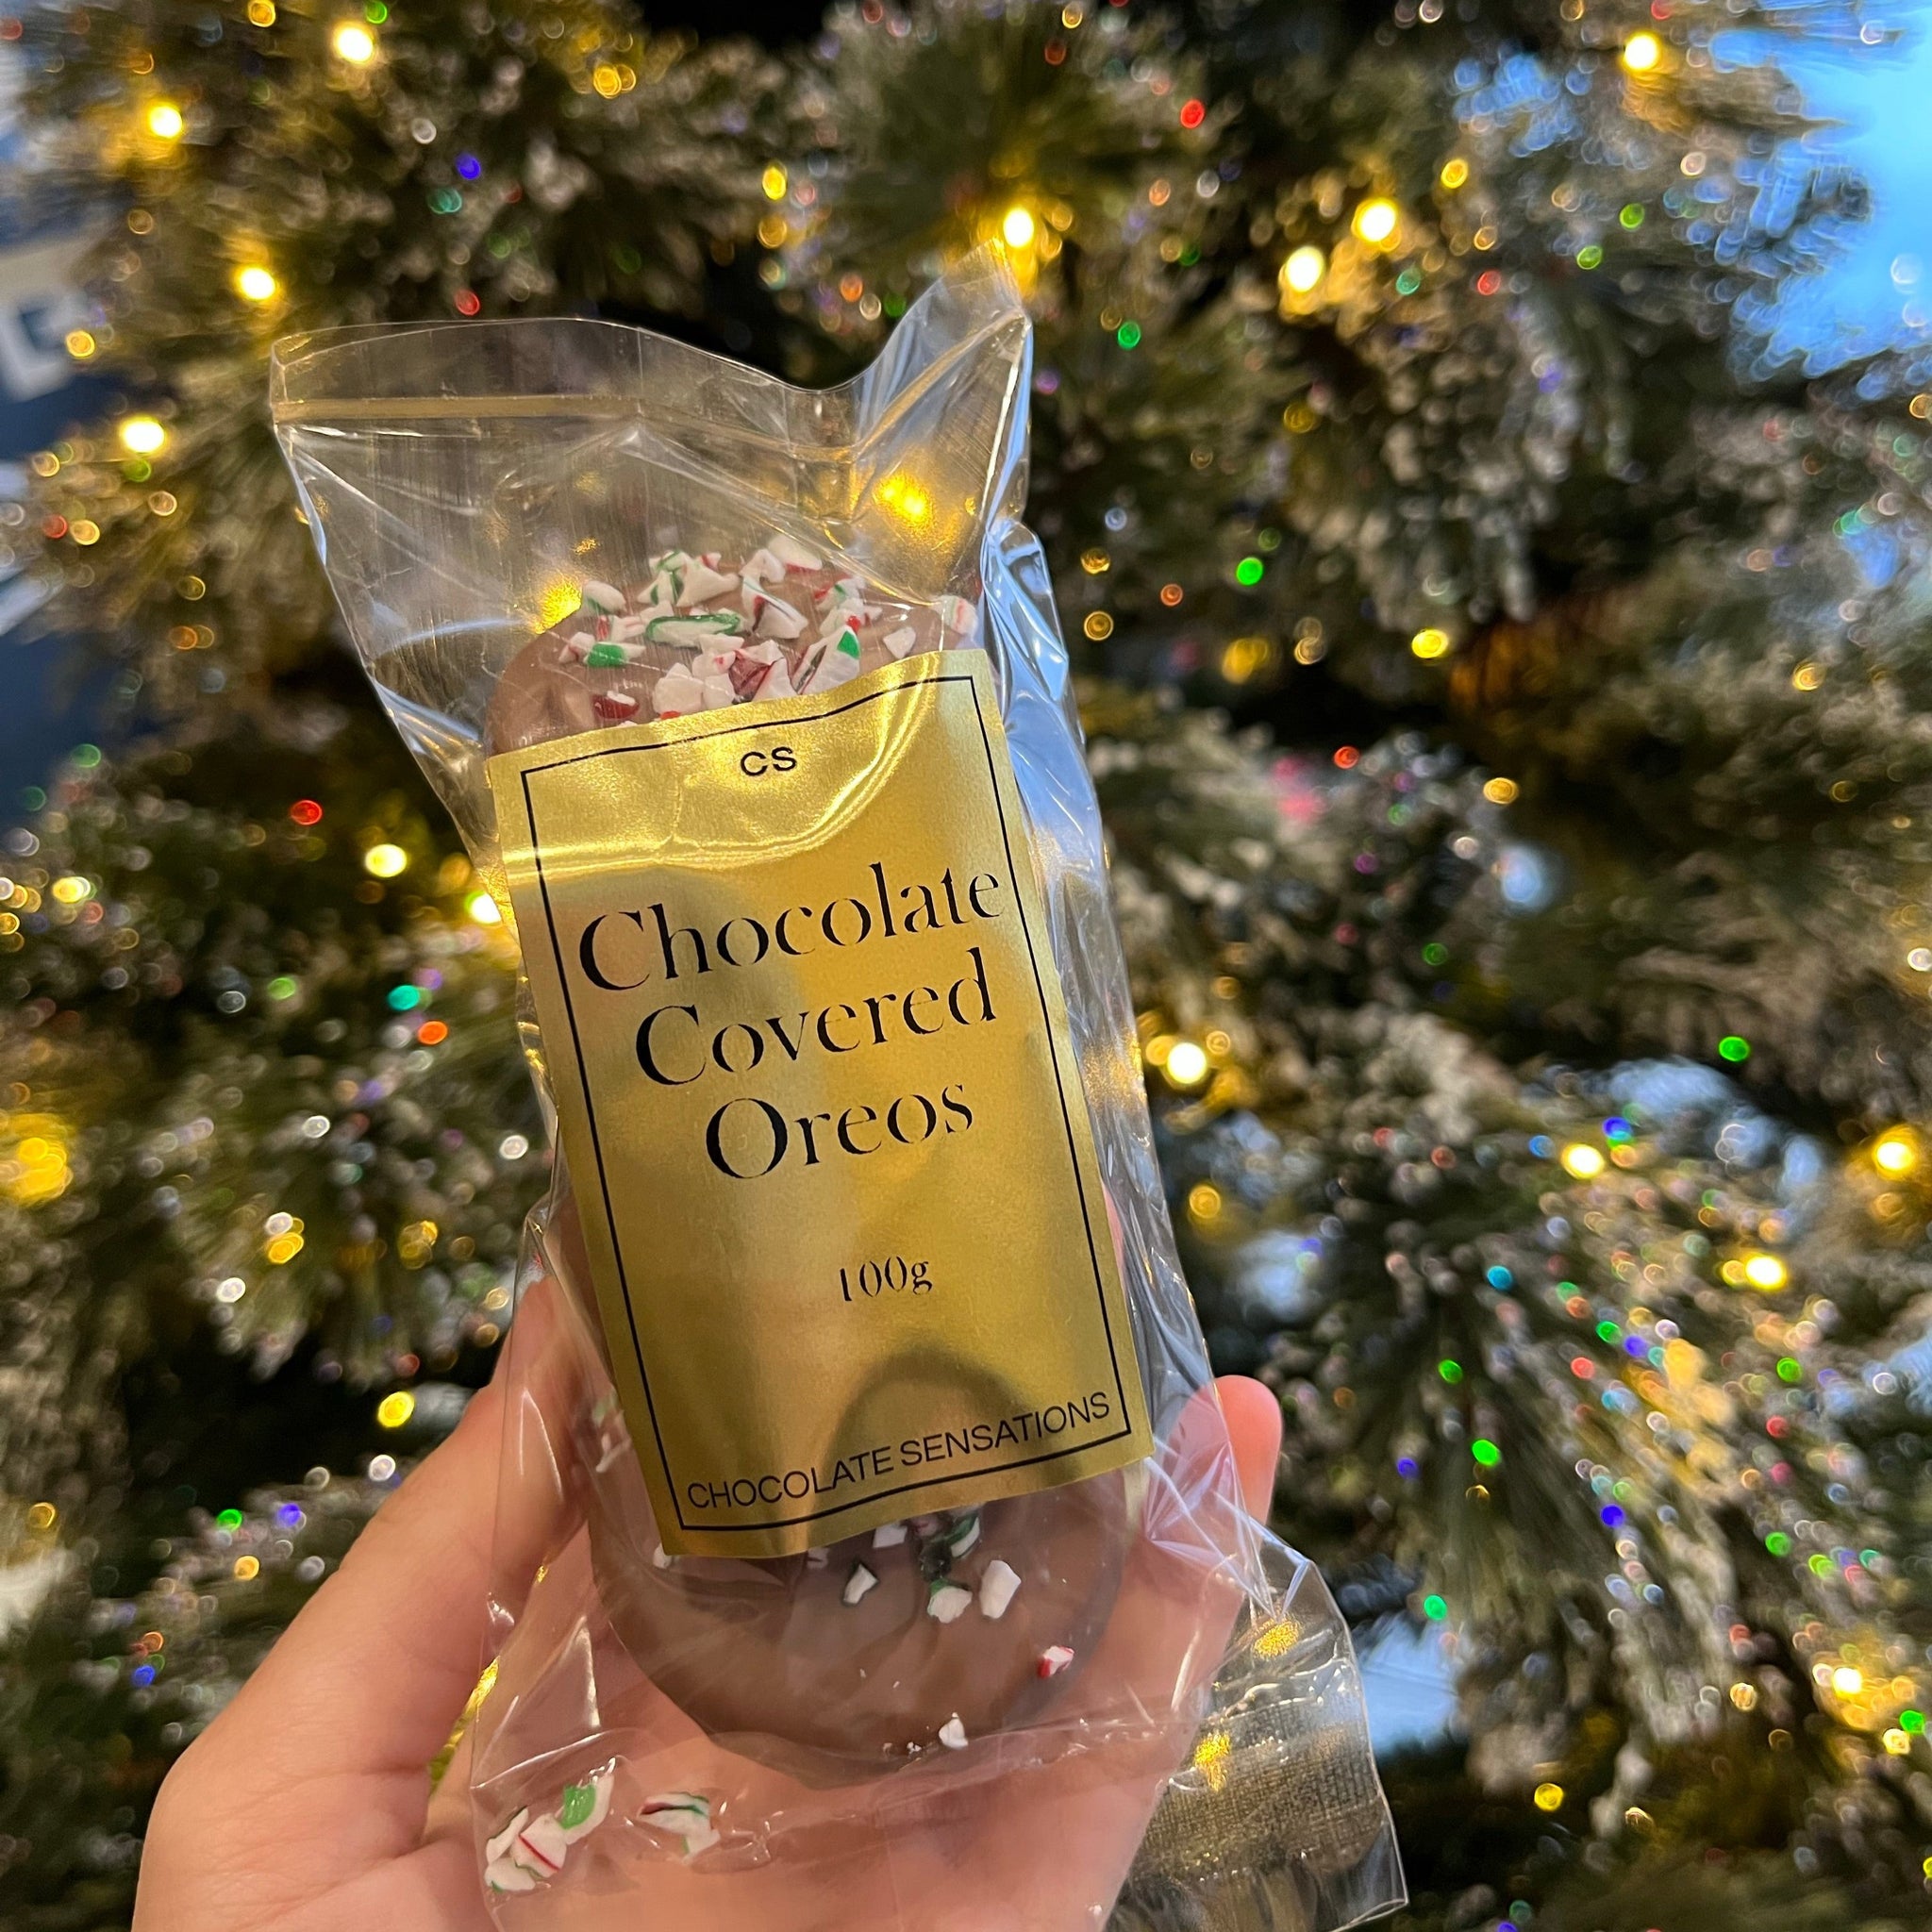 CS
Chocolate
Covered
Oreos
100g
CHOCOLATE SENSATIONS